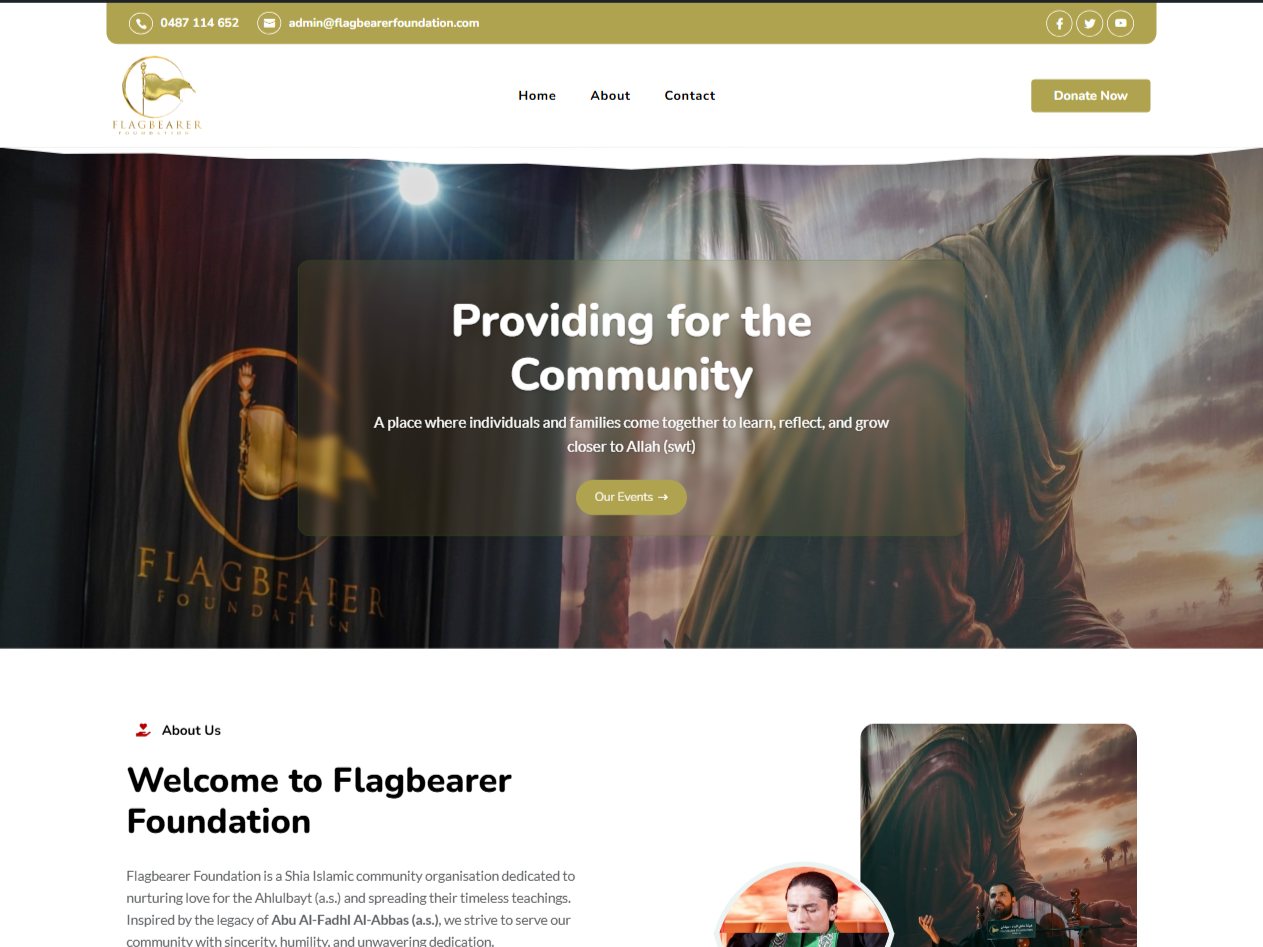 0487 114 652
admin@flagbearerfoundation.com
FLAGBEARER
FOUNDATION
Home
About
Contact
Donate Now
Providing for the
Community
A place where individuals and families come together to learn, reflect, and grow
closer to Allah (swt)
Our Events →
FLAGBEARER
FOUNDATION
About Us
Welcome to Flagbearer
Foundation
Flagbearer Foundation is a Shia Islamic community organisation dedicated to
nurturing love for the Ahlulbayt (a.s.) and spreading their timeless teachings.
Inspired by the legacy of Abu Al-Fadhl Al-Abbas (a.s.), we strive to serve our
community with sincerity, humility, and unwavering dedication.